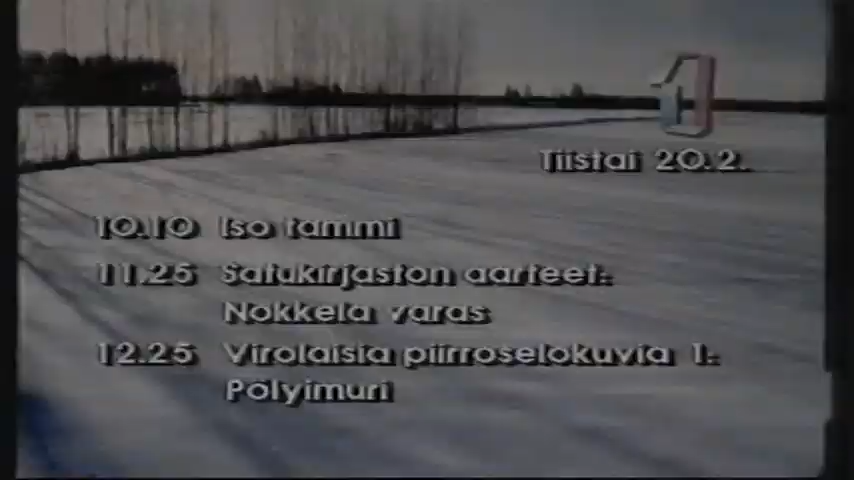 1
Tiistai 20.2.
10.10 Iso tammi
11.25 Satukirjaston aarteet:
Nokkela varas
12.25 Virolaisia piirroselokuvia 1:
Pölyimuri